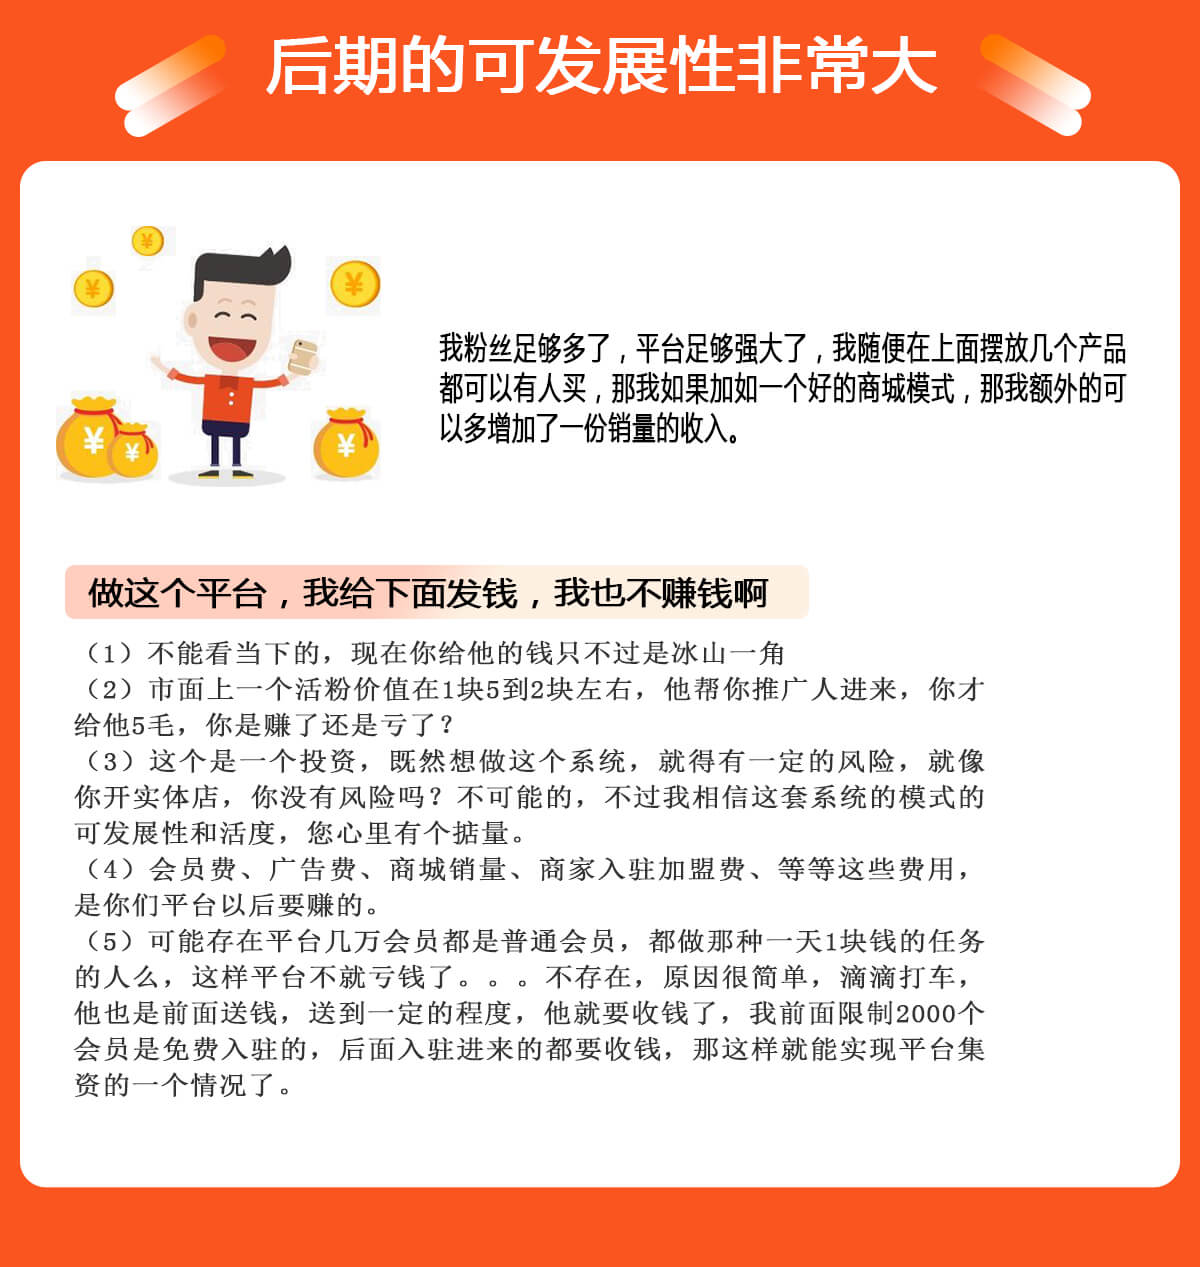 后期的可发展性非常大
¥
¥
¥
我粉丝足够多了，平台足够强大了，我随便在上面摆放几个产品
都可以有人买，那我如果加如一个好的商城模式，那我额外的可
以多增加了一份销量的收入。
¥
¥
¥
做这个平台，我给下面发钱，我也不赚钱啊
（1）不能看当下的，现在你给他的钱只不过是冰山一角
（2）市面上一个活粉价值在1块5到2块左右，他帮你推广人进来，你才
给他5毛，你是赚了还是亏了？
（3）这个是一个投资，既然想做这个系统，就得有一定的风险，就像
你开实体店，你没有风险吗？不可能的，不过我相信这套系统的模式的
可发展性和活度，您心里有个掂量。
（4）会员费、广告费、商城销量、商家入驻加盟费、等等这些费用，
是你们平台以后要赚的。
（5）可能存在平台几万会员都是普通会员，都做那种一天1块钱的任务
的人么，这样平台不就亏钱了。。。不存在，原因很简单，滴滴打车，
他也是前面送钱，送到一定的程度，他就要收钱了，我前面限制2000个
会员是免费入驻的，后面入驻进来的都要收钱，那这样就能实现平台集
资的一个情况了。